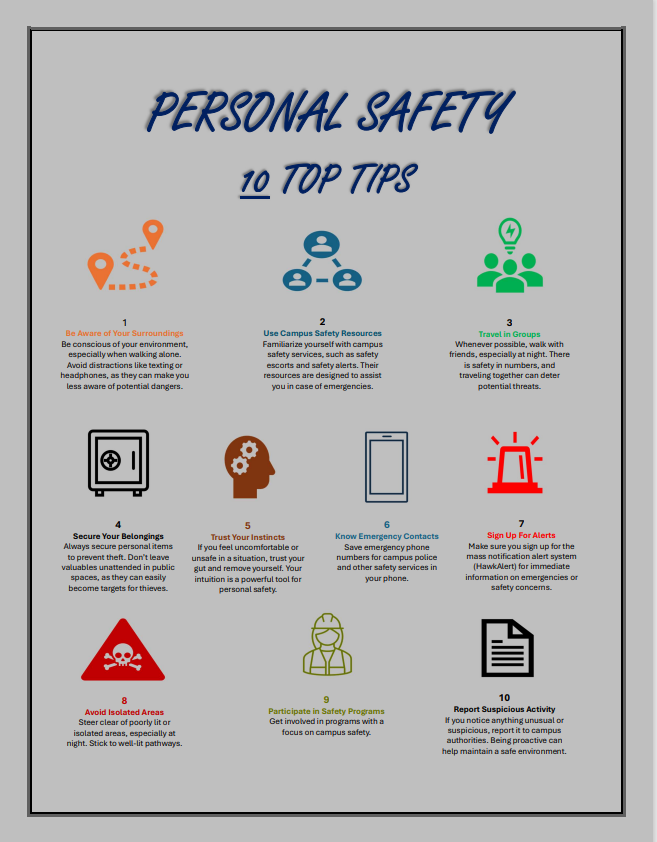 PERSONAL SAFETY
10 TOP TIPS
1
Be Aware of Your Surroundings
Be conscious of your environment,
especially when walking alone.
Avoid distractions like texting or
headphones, as they can make you
less aware of potential dangers.
2
Use Campus Safety Resources
Familiarize yourself with campus
safety services, such as safety
escorts and safety alerts. Their
resources are designed to assist
you in case of emergencies.
3
Travel in Groups
Whenever possible, walk with
friends, especially at night. There
is safety in numbers, and
traveling together can deter
potential threats.
4
Secure Your Belongings
Always secure personal items
to prevent theft. Don't leave
valuables unattended in public
spaces, as they can easily
become targets for thieves.
5
Trust Your Instincts
If you feel uncomfortable or
unsafe in a situation, trust your
gut and remove yourself. Your
intuition is a powerful tool for
personal safety.
6
Know Emergency Contacts
Save emergency phone
numbers for campus police
and other safety services in
your phone.
7
Sign Up For Alerts
Make sure you sign up for the
mass notification alert system
(HawkAlert) for immediate
information on emergencies or
safety concerns.
8
Avoid Isolated Areas
Steer clear of poorly lit or
isolated areas, especially at
night. Stick to well-lit pathways.
9
Participate in Safety Programs
Get involved in programs with a
focus on campus safety.
10
Report Suspicious Activity
If you notice anything unusual or
suspicious, report it to campus
authorities. Being proactive can
help maintain a safe environment.